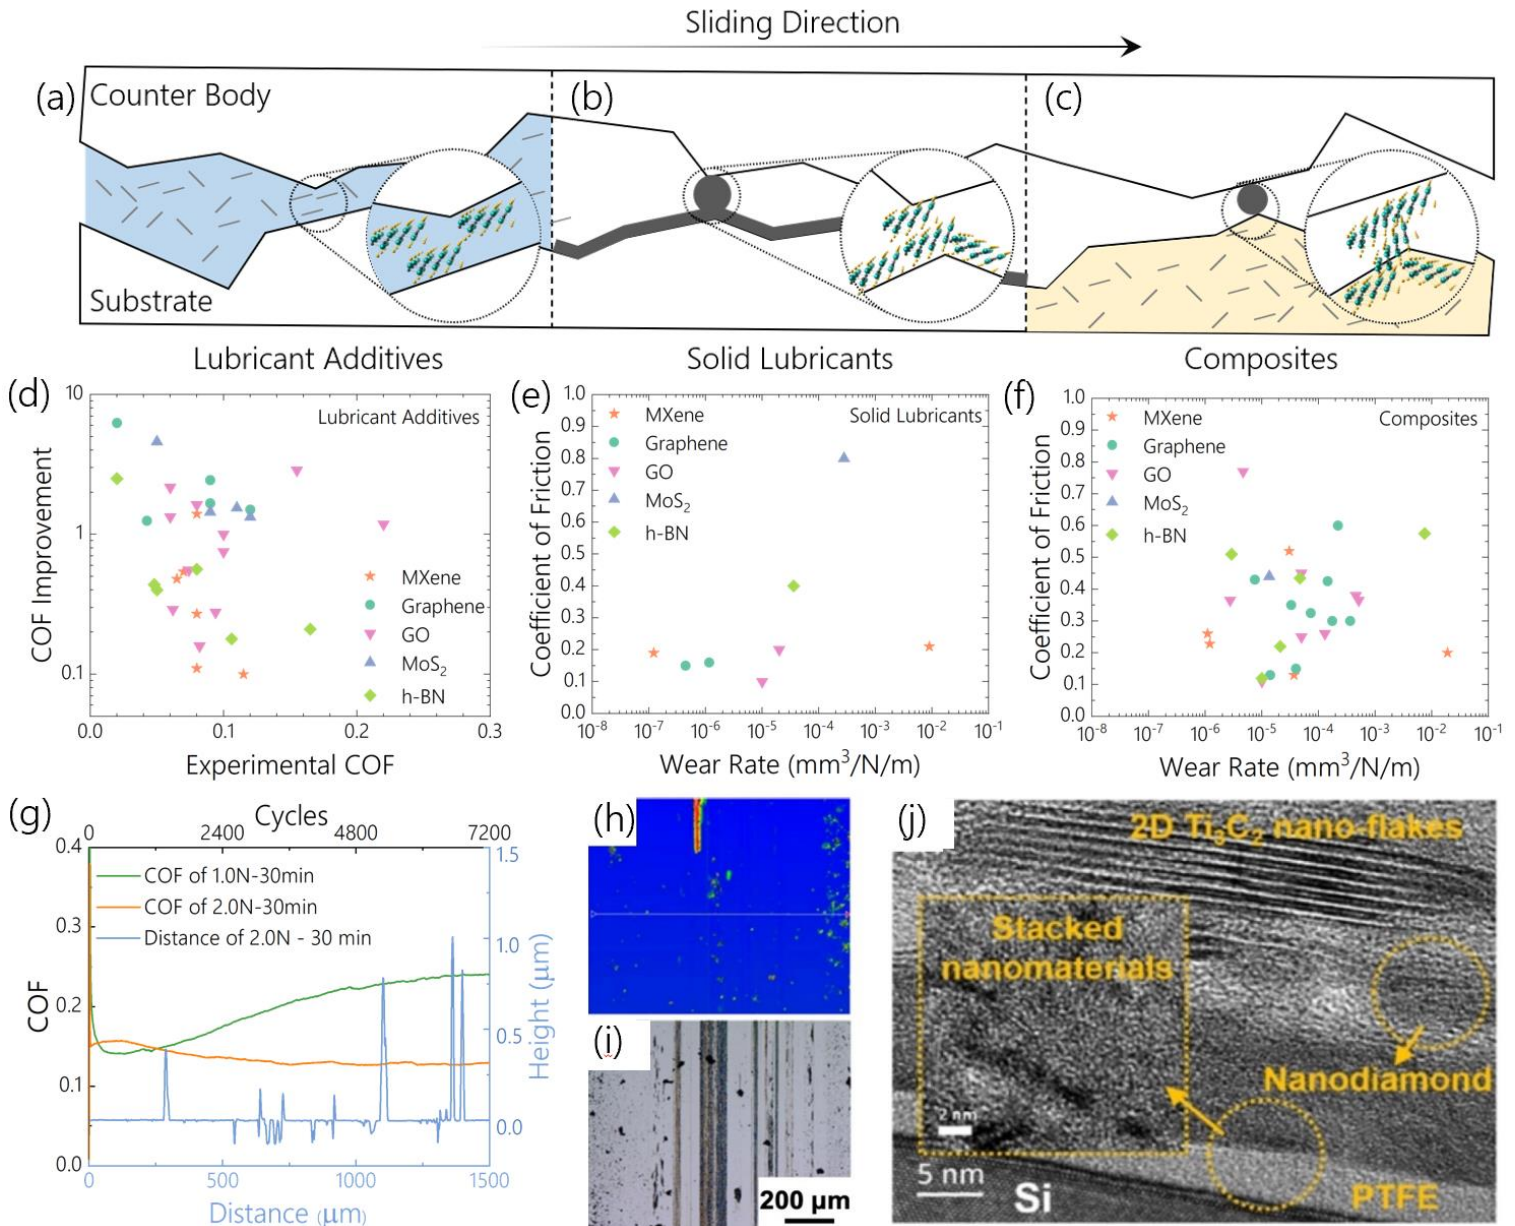 Sliding Direction
(a)
Counter Body
(b)
(c)
Substrate
Lubricant Additives
Solid Lubricants
Composites
(d)
10
1
0.1
0.0
0.1
0.2
0.3
COF Improvement
Experimental COF
Lubricant Additives
MXene
Graphene
GO
MoS2
h-BN
(e)
1.0
0.9
0.8
0.7
0.6
0.5
0.4
0.3
0.2
0.1
0.0
10-8
10-7
10-6
10-5
10-4
10-3
10-2
10-1
Coefficient of Friction
Wear Rate (mm3/N/m)
Solid Lubricants
MXene
Graphene
GO
MoS2
h-BN
(f)
1.0
0.9
0.8
0.7
0.6
0.5
0.4
0.3
0.2
0.1
0.0
10-8
10-7
10-6
10-5
10-4
10-3
10-2
10-1
Coefficient of Friction
Wear Rate (mm3/N/m)
Composites
MXene
Graphene
GO
MoS2
h-BN
(g)
Cycles
0
2400
4800
7200
0.4
0.3
0.2
0.1
0.0
COF
COF of 1.0N-30min
COF of 2.0N-30min
Distance of 2.0N - 30 min
1.5
1.0
0.5
0.0
Height (μm)
0
500
1000
1500
Distance (μm)
(h)
(i)
200 μm
(j)
2D Ti3C2 nano-flakes
Stacked
nanomaterials
Nanodiamond
2 nm
5 nm
Si
PTFE